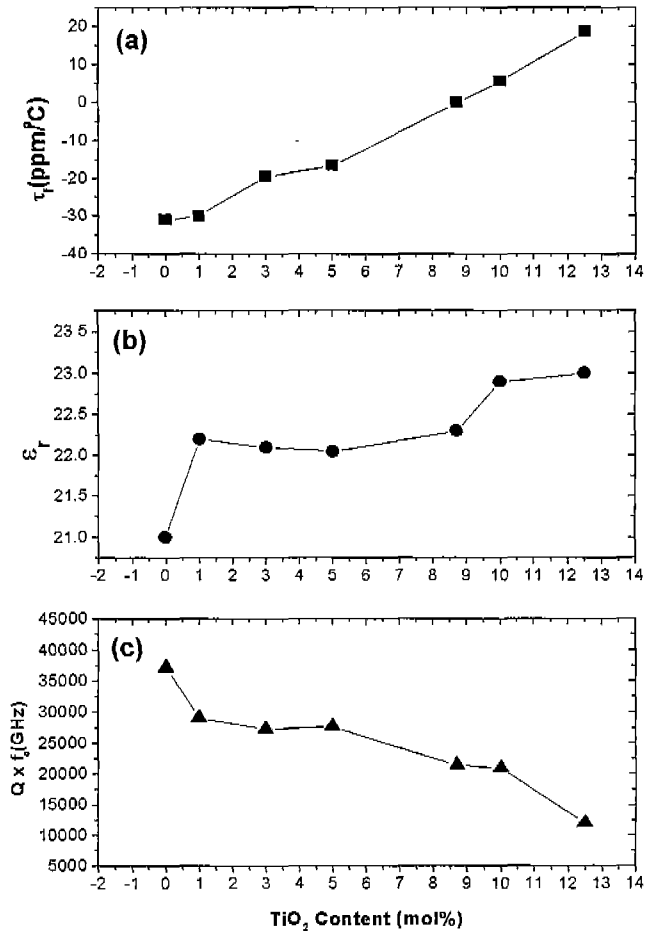 (a)
τf(ppm/⁰C)
20
10
0
-10
-20
-30
-40
-2 -1 0 1 2 3 4 5 6 7 8 9 10 11 12 13 14
(b)
εr
23 5
23.0
22.5
22.0
21.5
21.0
-2 -1 0 1 2 3 4 5 6 7 8 9 10 11 12 13 14
(c)
Q x fo(GHz)
45000
40000
35000
30000
25000
20000
15000
10000
5000
-2 -1 0 1 2 3 4 5 6 7 8 9 10 11 12 13 14
TiO2 Content (mol%)